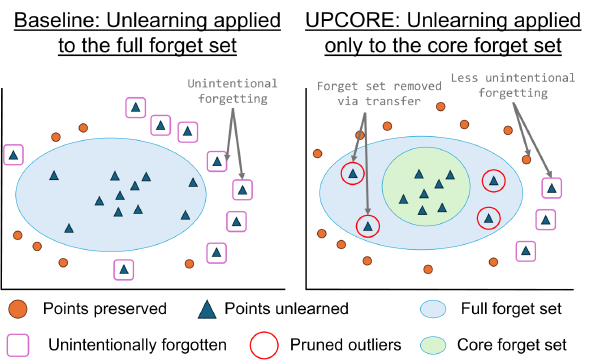 Baseline: Unlearning applied
to the full forget set
UPCORE: Unlearning applied
only to the core forget set
Unintentional
forgetting
Forget set removed
via transfer
Less unintentional
forgetting
Points preserved
Points unlearned
Full forget set
Unintentionally forgotten
Pruned outliers
Core forget set